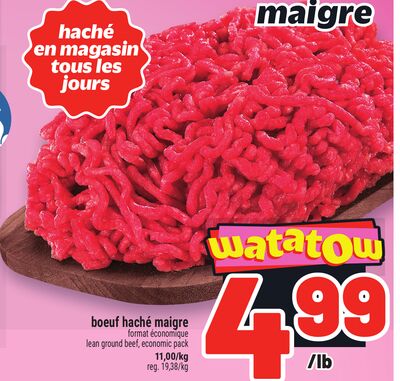 maigre
haché
en magasin
tous les
jours
watatow
boeuf haché maigre
format économique
lean ground beef, economic pack
11,00/kg
reg. 19,38/kg
4 99
/lb